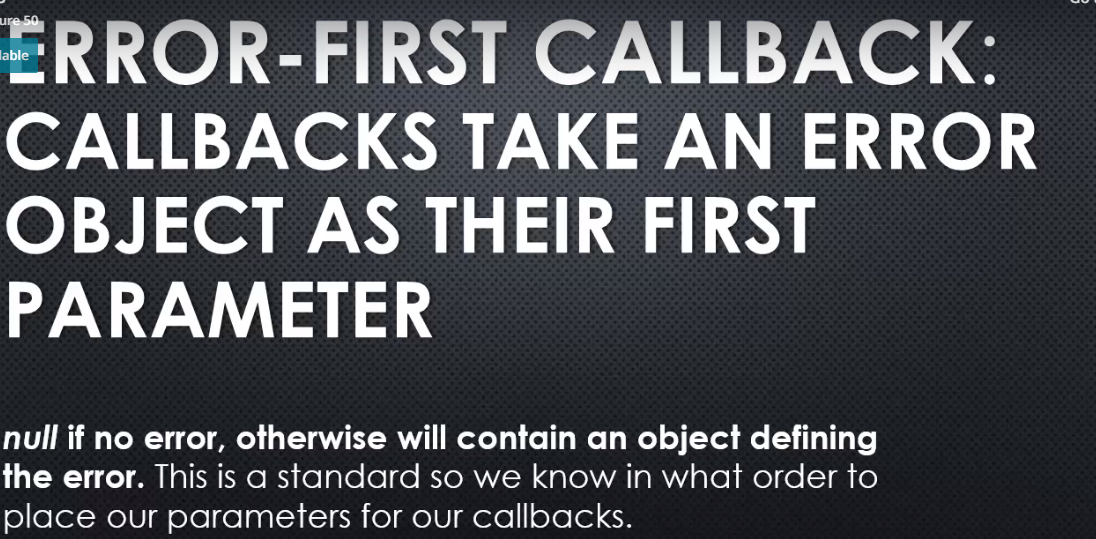 ure 50
lable
ERROR-FIRST CALLBACK:
CALLBACKS TAKE AN ERROR
OBJECT AS THEIR FIRST
PARAMETER
null if no error, otherwise will contain an object defining
the error. This is a standard so we know in what order to
place our parameters for our callbacks.